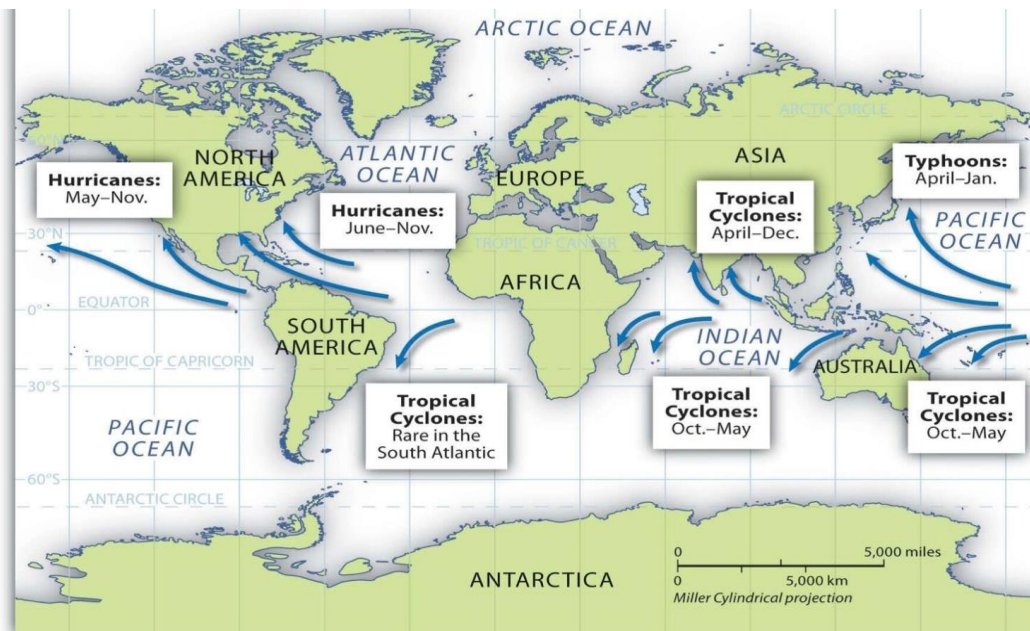 ARCTIC OCEAN
ARCTIC CIRCLE
60°N
NORTH
AMERICA
ATLANTIC
OCEAN
EUROPE
ASIA
Hurricanes:
May–Nov.
Hurricanes:
June–Nov.
Tropical
Cyclones:
April–Dec.
Typhoons:
April–Jan.
PACIFIC
OCEAN
30°N
TROPIC OF CANCER
AFRICA
EQUATOR
0°
SOUTH
AMERICA
INDIAN
OCEAN
TROPIC OF CAPRICORN
AUSTRALIA
30°S
Tropical
Cyclones:
Rare in the
South Atlantic
Tropical
Cyclones:
Oct.–May
Tropical
Cyclones:
Oct.–May
PACIFIC
OCEAN
60°S
ANTARCTIC CIRCLE
ANTARCTICA
0 5,000 miles
0 5,000 km
Miller Cylindrical projection